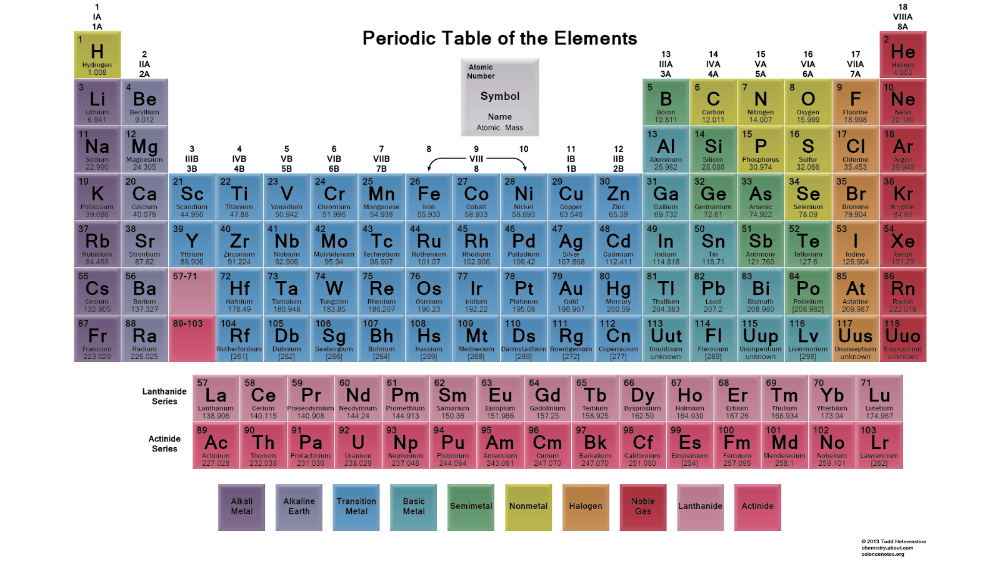 1
IA
1A
18
VIIIA
8A
Periodic Table of the Elements
1
H
Hydrogen
1.008
2
IIA
2A
13
IIIA
3A
14
IVA
4A
15
VA
5A
16
VIA
6A
17
VIIA
7A
2
He
Helium
4.003
Atomic
Number
Symbol
Name
Atomic Mass
3
Li
Lithium
6.941
4
Be
Beryllium
9.012
5
B
Boron
10.811
6
C
Carbon
12.011
7
N
Nitrogen
14.007
8
O
Oxygen
15.999
9
F
Fluorine
18.998
10
Ne
Neon
20.180
11
Na
Sodium
22.990
12
Mg
Magnesium
24.305
3
IIIB
3B
4
IVB
4B
5
VB
5B
6
VIB
6B
7
VIIB
7B
8
9
10
VIII
8
11
IB
1B
12
IIB
2B
13
Al
Aluminum
26.982
14
Si
Silicon
28.086
15
P
Phosphorus
30.974
16
S
Sulfur
32.066
17
Cl
Chlorine
35.453
18
Ar
Argon
39.948
19
K
Potassium
39.098
20
Ca
Calcium
40.078
21
Sc
Scandium
44.956
22
Ti
Titanium
47.88
23
V
Vanadium
50.942
24
Cr
Chromium
51.996
25
Mn
Manganese
54.938
26
Fe
Iron
55.933
27
Co
Cobalt
58.933
28
Ni
Nickel
58.693
29
Cu
Copper
63.546
30
Zn
Zinc
65.39
31
Ga
Gallium
69.732
32
Ge
Germanium
72.61
33
As
Arsenic
74.922
34
Se
Selenium
78.09
35
Br
Bromine
79.904
36
Kr
Krypton
84.80
37
Rb
Rubidium
84.468
38
Sr
Strontium
87.62
39
Y
Yttrium
88.906
40
Zr
Zirconium
91.224
41
Nb
Niobium
92.906
42
Mo
Molybdenum
95.94
43
Tc
Technetium
98.907
44
Ru
Ruthenium
101.07
45
Rh
Rhodium
102.906
46
Pd
Palladium
106.42
47
Ag
Silver
107.868
48
Cd
Cadmium
112.411
49
In
Indium
114.818
50
Sn
Tin
118.71
51
Sb
Antimony
121.760
52
Te
Tellurium
127.6
53
I
Iodine
126.904
54
Xe
Xenon
131.29
55
Cs
Cesium
132.905
56
Ba
Barium
137.327
57-71
72
Hf
Hafnium
178.49
73
Ta
Tantalum
180.948
74
W
Tungsten
183.85
75
Re
Rhenium
186.207
76
Os
Osmium
190.23
77
Ir
Iridium
192.22
78
Pt
Platinum
195.08
79
Au
Gold
196.967
80
Hg
Mercury
200.59
81
Tl
Thallium
204.383
82
Pb
Lead
207.2
83
Bi
Bismuth
208.980
84
Po
Polonium
[208.982]
85
At
Astatine
209.987
86
Rn
Radon
222.018
87
Fr
Francium
223.020
88
Ra
Radium
226.025
89-103
104
Rf
Rutherfordium
[261]
105
Db
Dubnium
[262]
106
Sg
Seaborgium
[266]
107
Bh
Bohrium
[264]
108
Hs
Hassium
[269]
109
Mt
Meitnerium
[268]
110
Ds
Darmstadtium
[269]
111
Rg
Roentgenium
[272]
112
Cn
Copernicium
[277]
113
Uut
Ununtrium
unknown
114
Fl
Flerovium
[289]
115
Uup
Ununpentium
unknown
116
Lv
Livermorium
[298]
117
Uus
Ununseptium
unknown
118
Uuo
Ununoctium
unknown
Lanthanide
Series
57
La
Lanthanum
138.906
58
Ce
Cerium
140.115
59
Pr
Praseodymium
140.908
60
Nd
Neodymium
144.24
61
Pm
Promethium
144.913
62
Sm
Samarium
150.36
63
Eu
Europium
151.966
64
Gd
Gadolinium
157.25
65
Tb
Terbium
158.925
66
Dy
Dysprosium
162.50
67
Ho
Holmium
164.930
68
Er
Erbium
167.26
69
Tm
Thulium
168.934
70
Yb
Ytterbium
173.04
71
Lu
Lutetium
174.967
Actinide
Series
89
Ac
Actinium
227.028
90
Th
Thorium
232.038
91
Pa
Protactinium
231.036
92
U
Uranium
238.029
93
Np
Neptunium
237.048
94
Pu
Plutonium
244.064
95
Am
Americium
243.061
96
Cm
Curium
247.070
97
Bk
Berkelium
247.070
98
Cf
Californium
251.080
99
Es
Einsteinium
[254]
100
Fm
Fermium
257.095
101
Md
Mendelevium
258.1
102
No
Nobelium
259.101
103
Lr
Lawrencium
[262]
Alkali
Metal
Alkaline
Earth
Transition
Metal
Basic
Metal
Semimetal
Nonmetal
Halogen
Noble
Gas
Lanthanide
Actinide
© 2013 Todd Helmenstine
chemistry.about.com
sciencenotes.org